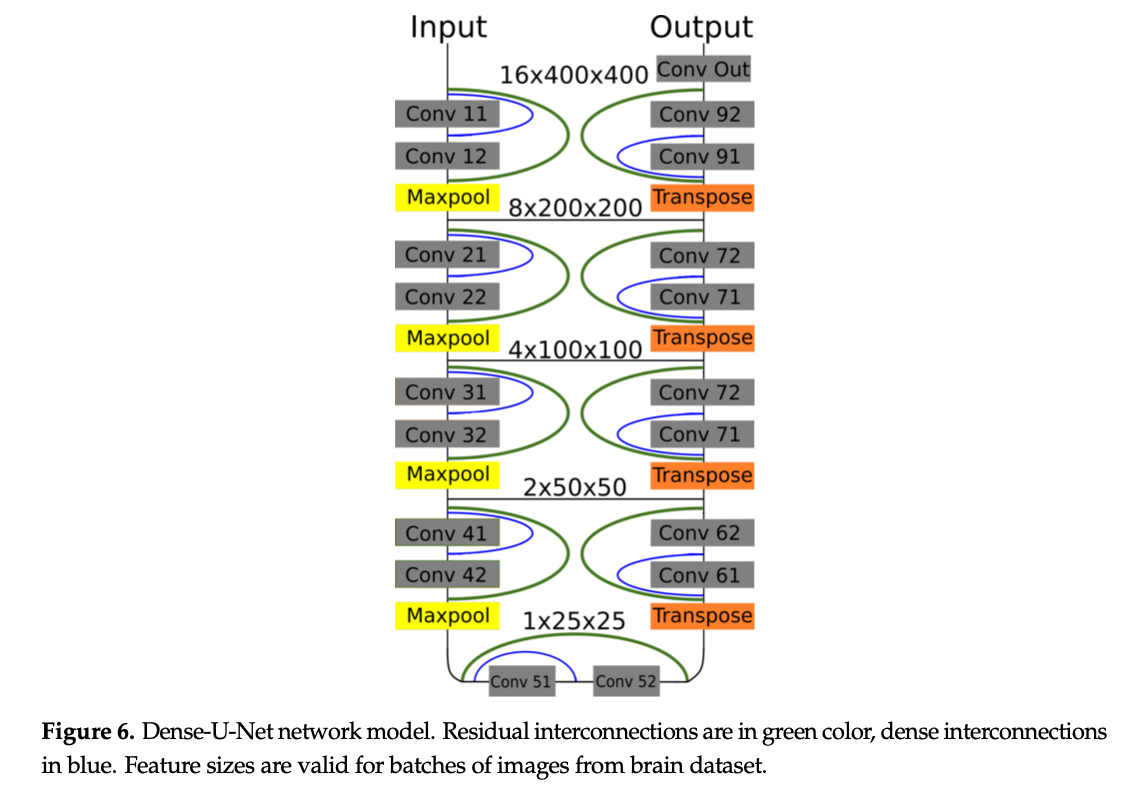 Input Output
16x400x400 Conv Out
Conv 11 Conv 92
Conv 12 Conv 91
Maxpool Transpose
8x200x200
Conv 21 Conv 72
Conv 22 Conv 71
Maxpool Transpose
4x100x100
Conv 31 Conv 72
Conv 32 Conv 71
Maxpool Transpose
2x50x50
Conv 41 Conv 62
Conv 42 Conv 61
Maxpool 1x25x25 Transpose
Conv 51 Conv 52
Figure 6. Dense-U-Net network model. Residual interconnections are in green color, dense interconnections
in blue. Feature sizes are valid for batches of images from brain dataset.